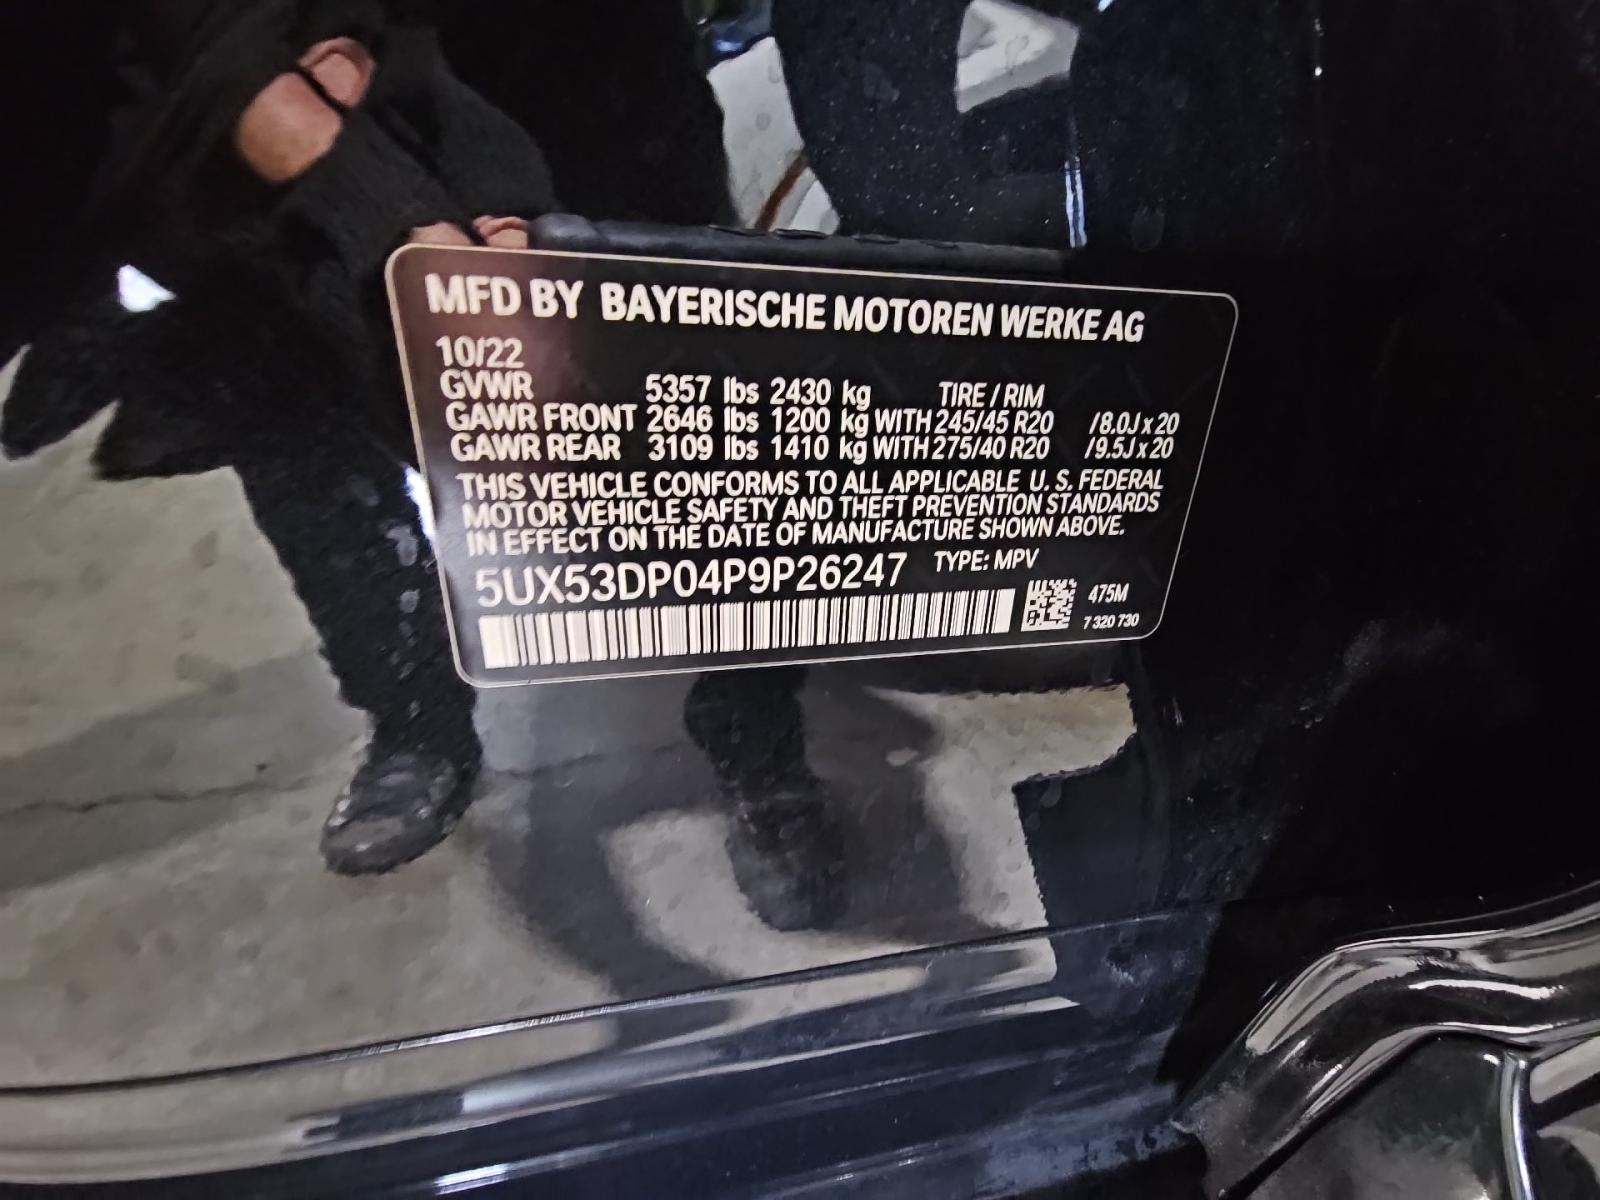 MFD BY BAYERISCHE MOTOREN WERKE AG
10/22
GVWR 5357 lbs 2430 kg TIRE / RIM
GAWR FRONT 2646 lbs 1200 kg WITH 245/45 R20 /8.0J x 20
GAWR REAR 3109 lbs 1410 kg WITH 275/40 R20 /9.5J x 20
THIS VEHICLE CONFORMS TO ALL APPLICABLE U. S. FEDERAL
MOTOR VEHICLE SAFETY AND THEFT PREVENTION STANDARDS
IN EFFECT ON THE DATE OF MANUFACTURE SHOWN ABOVE.
5UX53DP04P9P26247 TYPE: MPV
475M
7 320 730